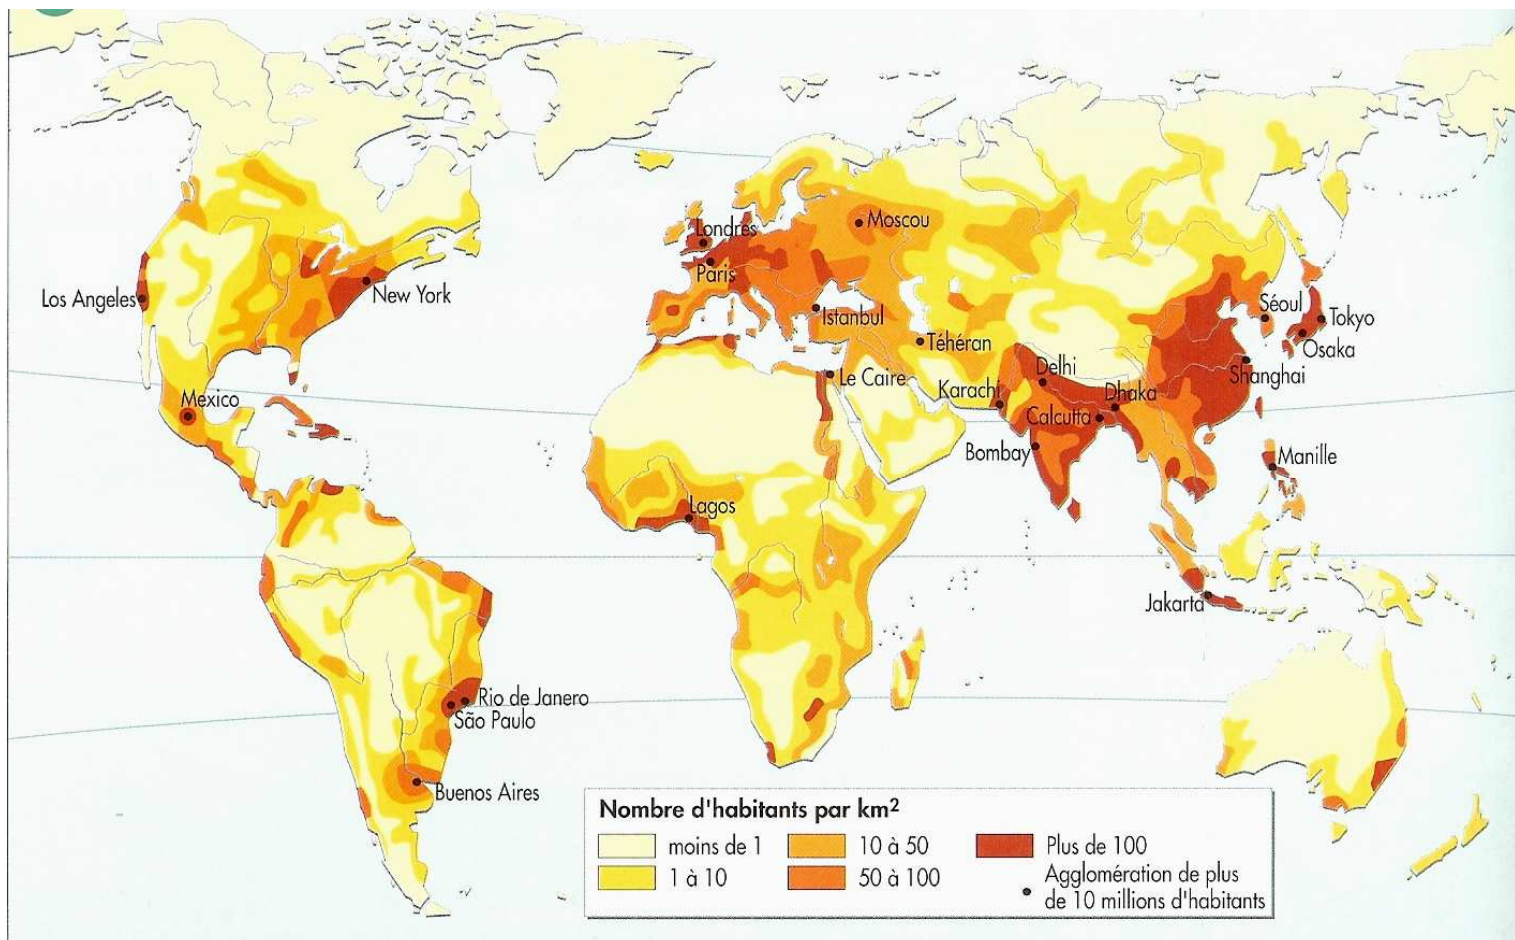 Moscou
Londres
Paris
Istanbul
Téhéran
Le Caire
Los Angeles
New York
Mexico
Séoul
Tokyo
Osaka
Shanghai
Delhi
Dhaka
Karachi
Calcutta
Bombay
Manille
Lagos
Jakarta
Rio de Janero
São Paulo
Buenos Aires
Nombre d'habitants par km²
moins de 1
10 à 50
Plus de 100
1 à 10
50 à 100
Agglomération de plus
de 10 millions d'habitants